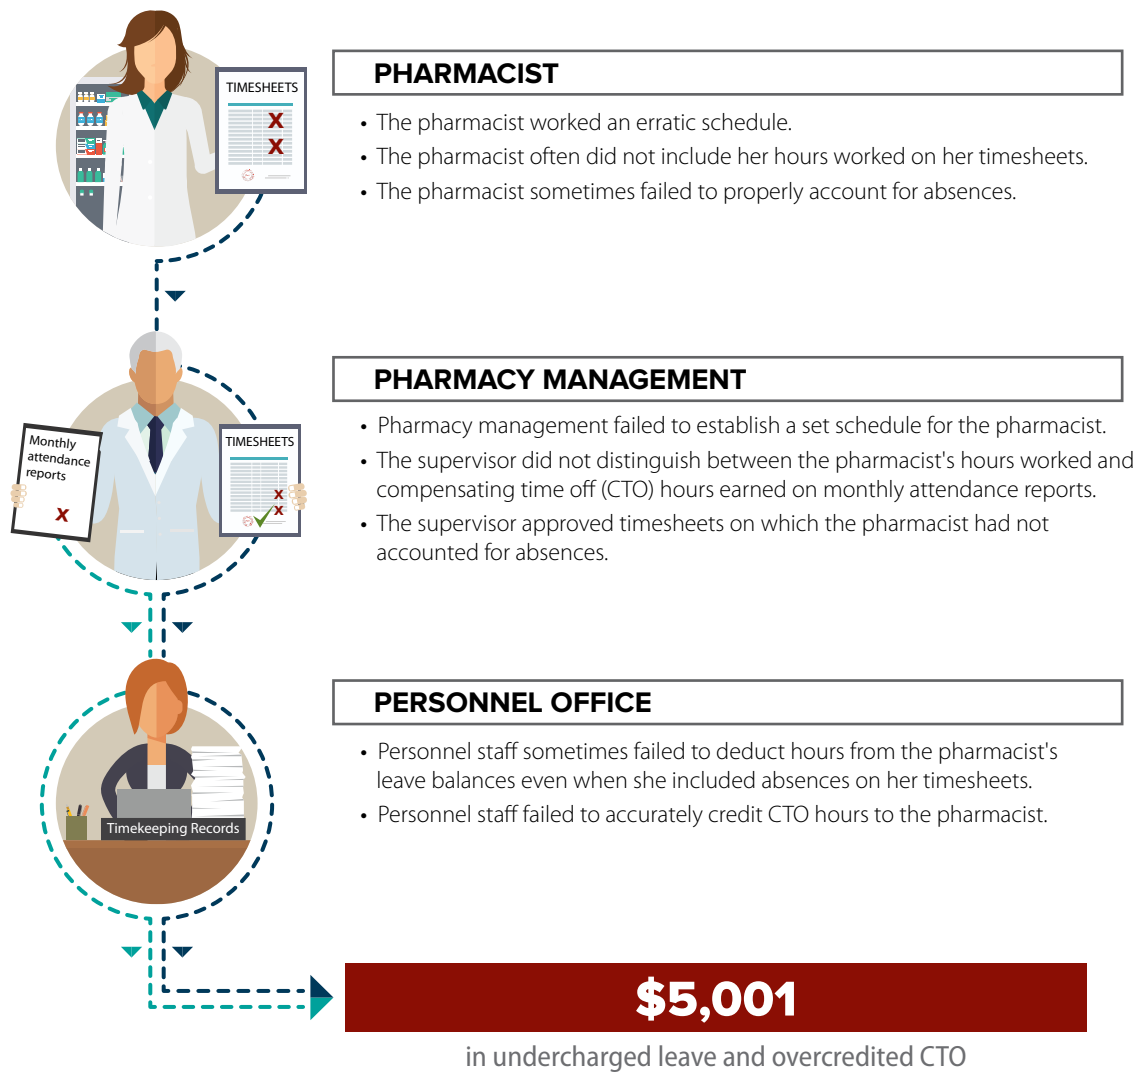 TIMESHEETS
X
X
PHARMACIST
• The pharmacist worked an erratic schedule.
• The pharmacist often did not include her hours worked on her timesheets.
• The pharmacist sometimes failed to properly account for absences.
Monthly
attendance
reports
X
TIMESHEETS
X
X
PHARMACY MANAGEMENT
• Pharmacy management failed to establish a set schedule for the pharmacist.
• The supervisor did not distinguish between the pharmacist's hours worked and
compensating time off (CTO) hours earned on monthly attendance reports.
• The supervisor approved timesheets on which the pharmacist had not
accounted for absences.
Timekeeping Records
PERSONNEL OFFICE
• Personnel staff sometimes failed to deduct hours from the pharmacist's
leave balances even when she included absences on her timesheets.
• Personnel staff failed to accurately credit CTO hours to the pharmacist.
$5,001
in undercharged leave and overcredited CTO